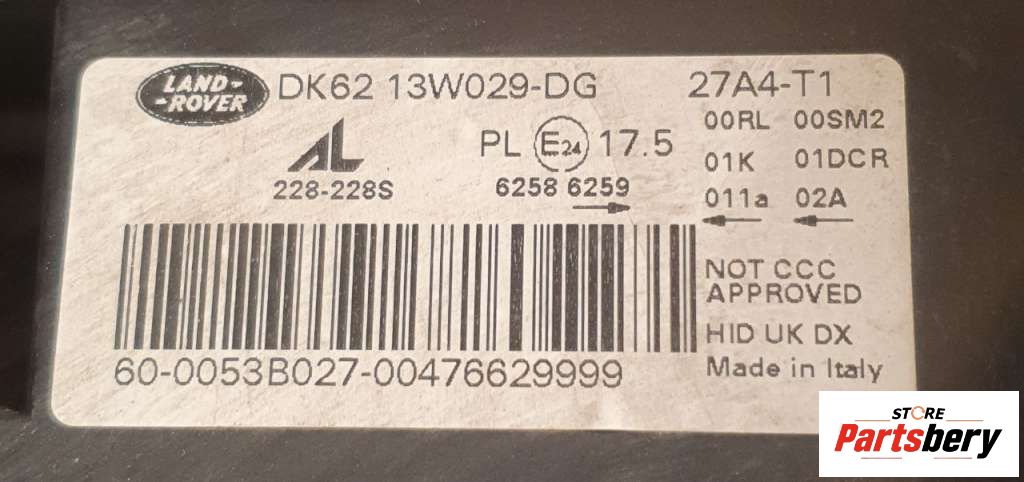 LAND-
-ROVER
DK62 13W029-DG 27A4-T1
AL
228-228S
PL E24 17.5
6258 6259
00RL 00SM2
01K 01DCR
011a 02A
NOT CCC
APPROVED
HID UK DX
Made in Italy
60-0053B027-00476629999
STORE
Partsbery